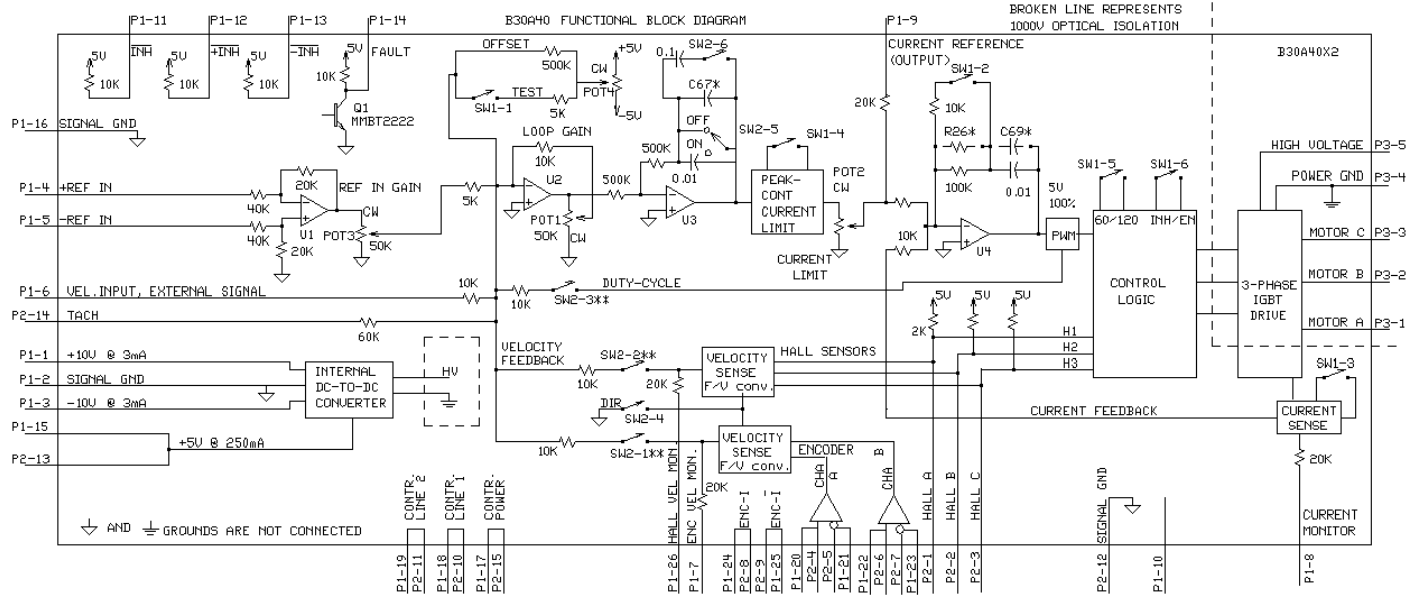 P1-11
P1-12
P1-13
P1-14
B30A40 FUNCTIONAL BLOCK DIAGRAM
P1-9
BROKEN LINE REPRESENTS
1000V OPTICAL ISOLATION
5V
INH
5V
+INH
5V
-INH
5V
FAULT
10K
10K
10K
10K
Q1
MMBT2222
OFFSET
500K
+5V
CW
POT4
-5V
SW1-1
TEST
5K
0.1
SW2-6
C67*
OFF
ON
SW2-5
0.01
CURRENT REFERENCE
(OUTPUT)
20K
SW1-2
10K
R26*
C69*
100K
0.01
B30A40X2
P1-16
SIGNAL GND
P1-4
+REF IN
P1-5
-REF IN
40K
40K
20K
REF IN GAIN
U1
20K
CW
POT3
50K
5K
LOOP GAIN
10K
U2
POT1
50K
CW
500K
500K
U3
SW1-4
PEAK-
CONT
CURRENT
LIMIT
POT2
CW
CURRENT
LIMIT
10K
U4
5V
100%
PWM
SW1-5
SW1-6
60/120
INH/EN
CONTROL
LOGIC
3-PHASE
IGBT
DRIVE
HIGH VOLTAGE
P3-5
POWER GND
P3-4
MOTOR C
P3-3
MOTOR B
P3-2
MOTOR A
P3-1
P1-6
VEL.INPUT, EXTERNAL SIGNAL
10K
10K
SW2-3**
DUTY-CYCLE
P2-14
TACH
60K
5V
5V
5V
2K
H1
H2
H3
P1-1
+10V @ 3mA
P1-2
SIGNAL GND
P1-3
-10V @ 3mA
INTERNAL
DC-TO-DC
CONVERTER
HV
P1-15
P2-13
+5V @ 250mA
VELOCITY
FEEDBACK
SW2-2**
10K
20K
VELOCITY
SENSE
F/V conv.
HALL SENSORS
DIR
SW2-4
CURRENT FEEDBACK
SW1-3
CURRENT
SENSE
20K
10K
SW2-1**
VELOCITY
SENSE
F/V conv.
ENCODER
CHA
A
CHA
B
20K
HALL VEL MON
ENC VEL MON.
HALL A
HALL B
HALL C
AND
GROUNDS ARE NOT CONNECTED
CONTR.
LINE 2
CONTR.
LINE 1
CONTR.
POWER
ENC-I
ENC-I
SIGNAL GND
CURRENT
MONITOR
P1-19
P2-11
P1-18
P2-10
P1-17
P2-15
P1-26
P1-7
P1-24
P2-8
P2-9
P1-25
P1-20
P2-4
P2-5
P1-21
P1-22
P2-6
P2-7
P1-23
P2-1
P2-2
P2-3
P2-12
P1-10
P1-8